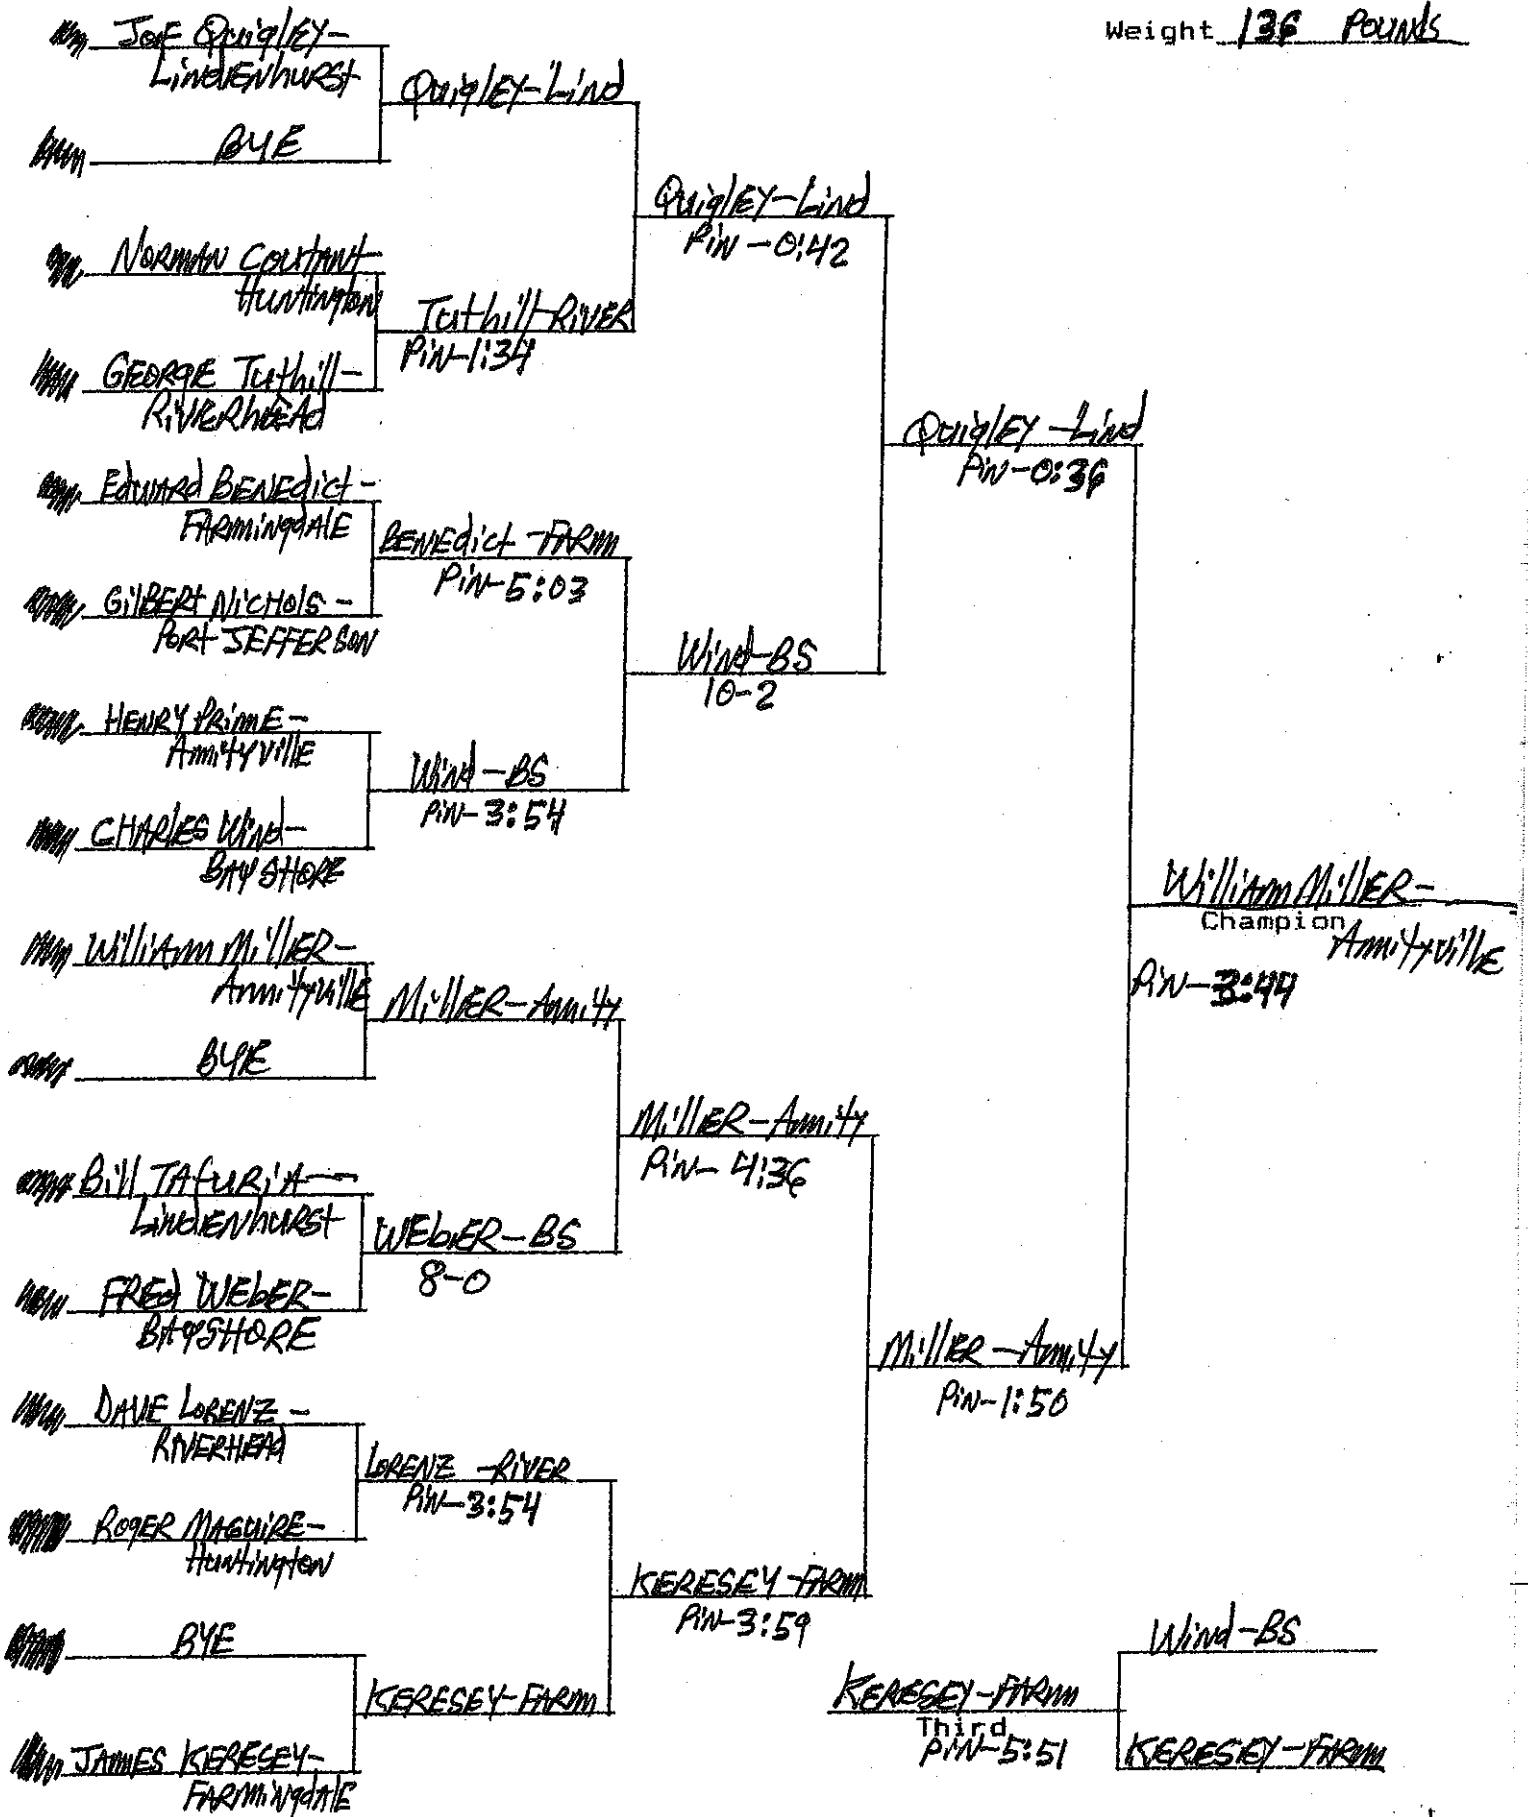 Weight 136 POUNDS
JOE QuiglEY-
LiNdENhuRSt
QuiglEY-Lind
BYE
QuiglEY-Lind
PiN-0:42
NORMAN COUtANt-
HuntingtoN
Tuthill-RiVER
PiN-1:34
GEORgE Tuthill-
RiVERhEAd
QuiglEY-Lind
PiN-0:36
EdWARd BENEdict-
FARMiNgdAlE
BENEdict-FARM
PiN-5:03
GilBERt NiCHOlS-
PORt JEFFERSON
Wind-BS
10-2
HENRY PRiME-
AmityVillE
Wind-BS
PiN-3:54
CHARlES WiNd-
BAYSHORE
WilliAm MillER-
Champion
AmityVillE
PiN-3:44
WilliAm MillER-
AmityVillE
MillER-Amity
BYE
MillER-Amity
PiN-4:36
Bill TAfuRiA-
LiNdENhuRSt
WEbER-BS
8-0
FREd WEbER-
BAYSHORE
MillER-Amity
PiN-1:50
DAVE LORENZ-
RiVERHEAd
LORENZ-RiVER
PiN-3:54
ROgER MAGUiRE-
HuntiNgtoN
KERESEY-FARM
PiN-3:59
BYE
Wind-BS
KERESEY-FARM
KERESEY-FARM
Third
PiN-5:51
KERESEY-FARM
JAMES KERESEY-
FARMiNgdAlE